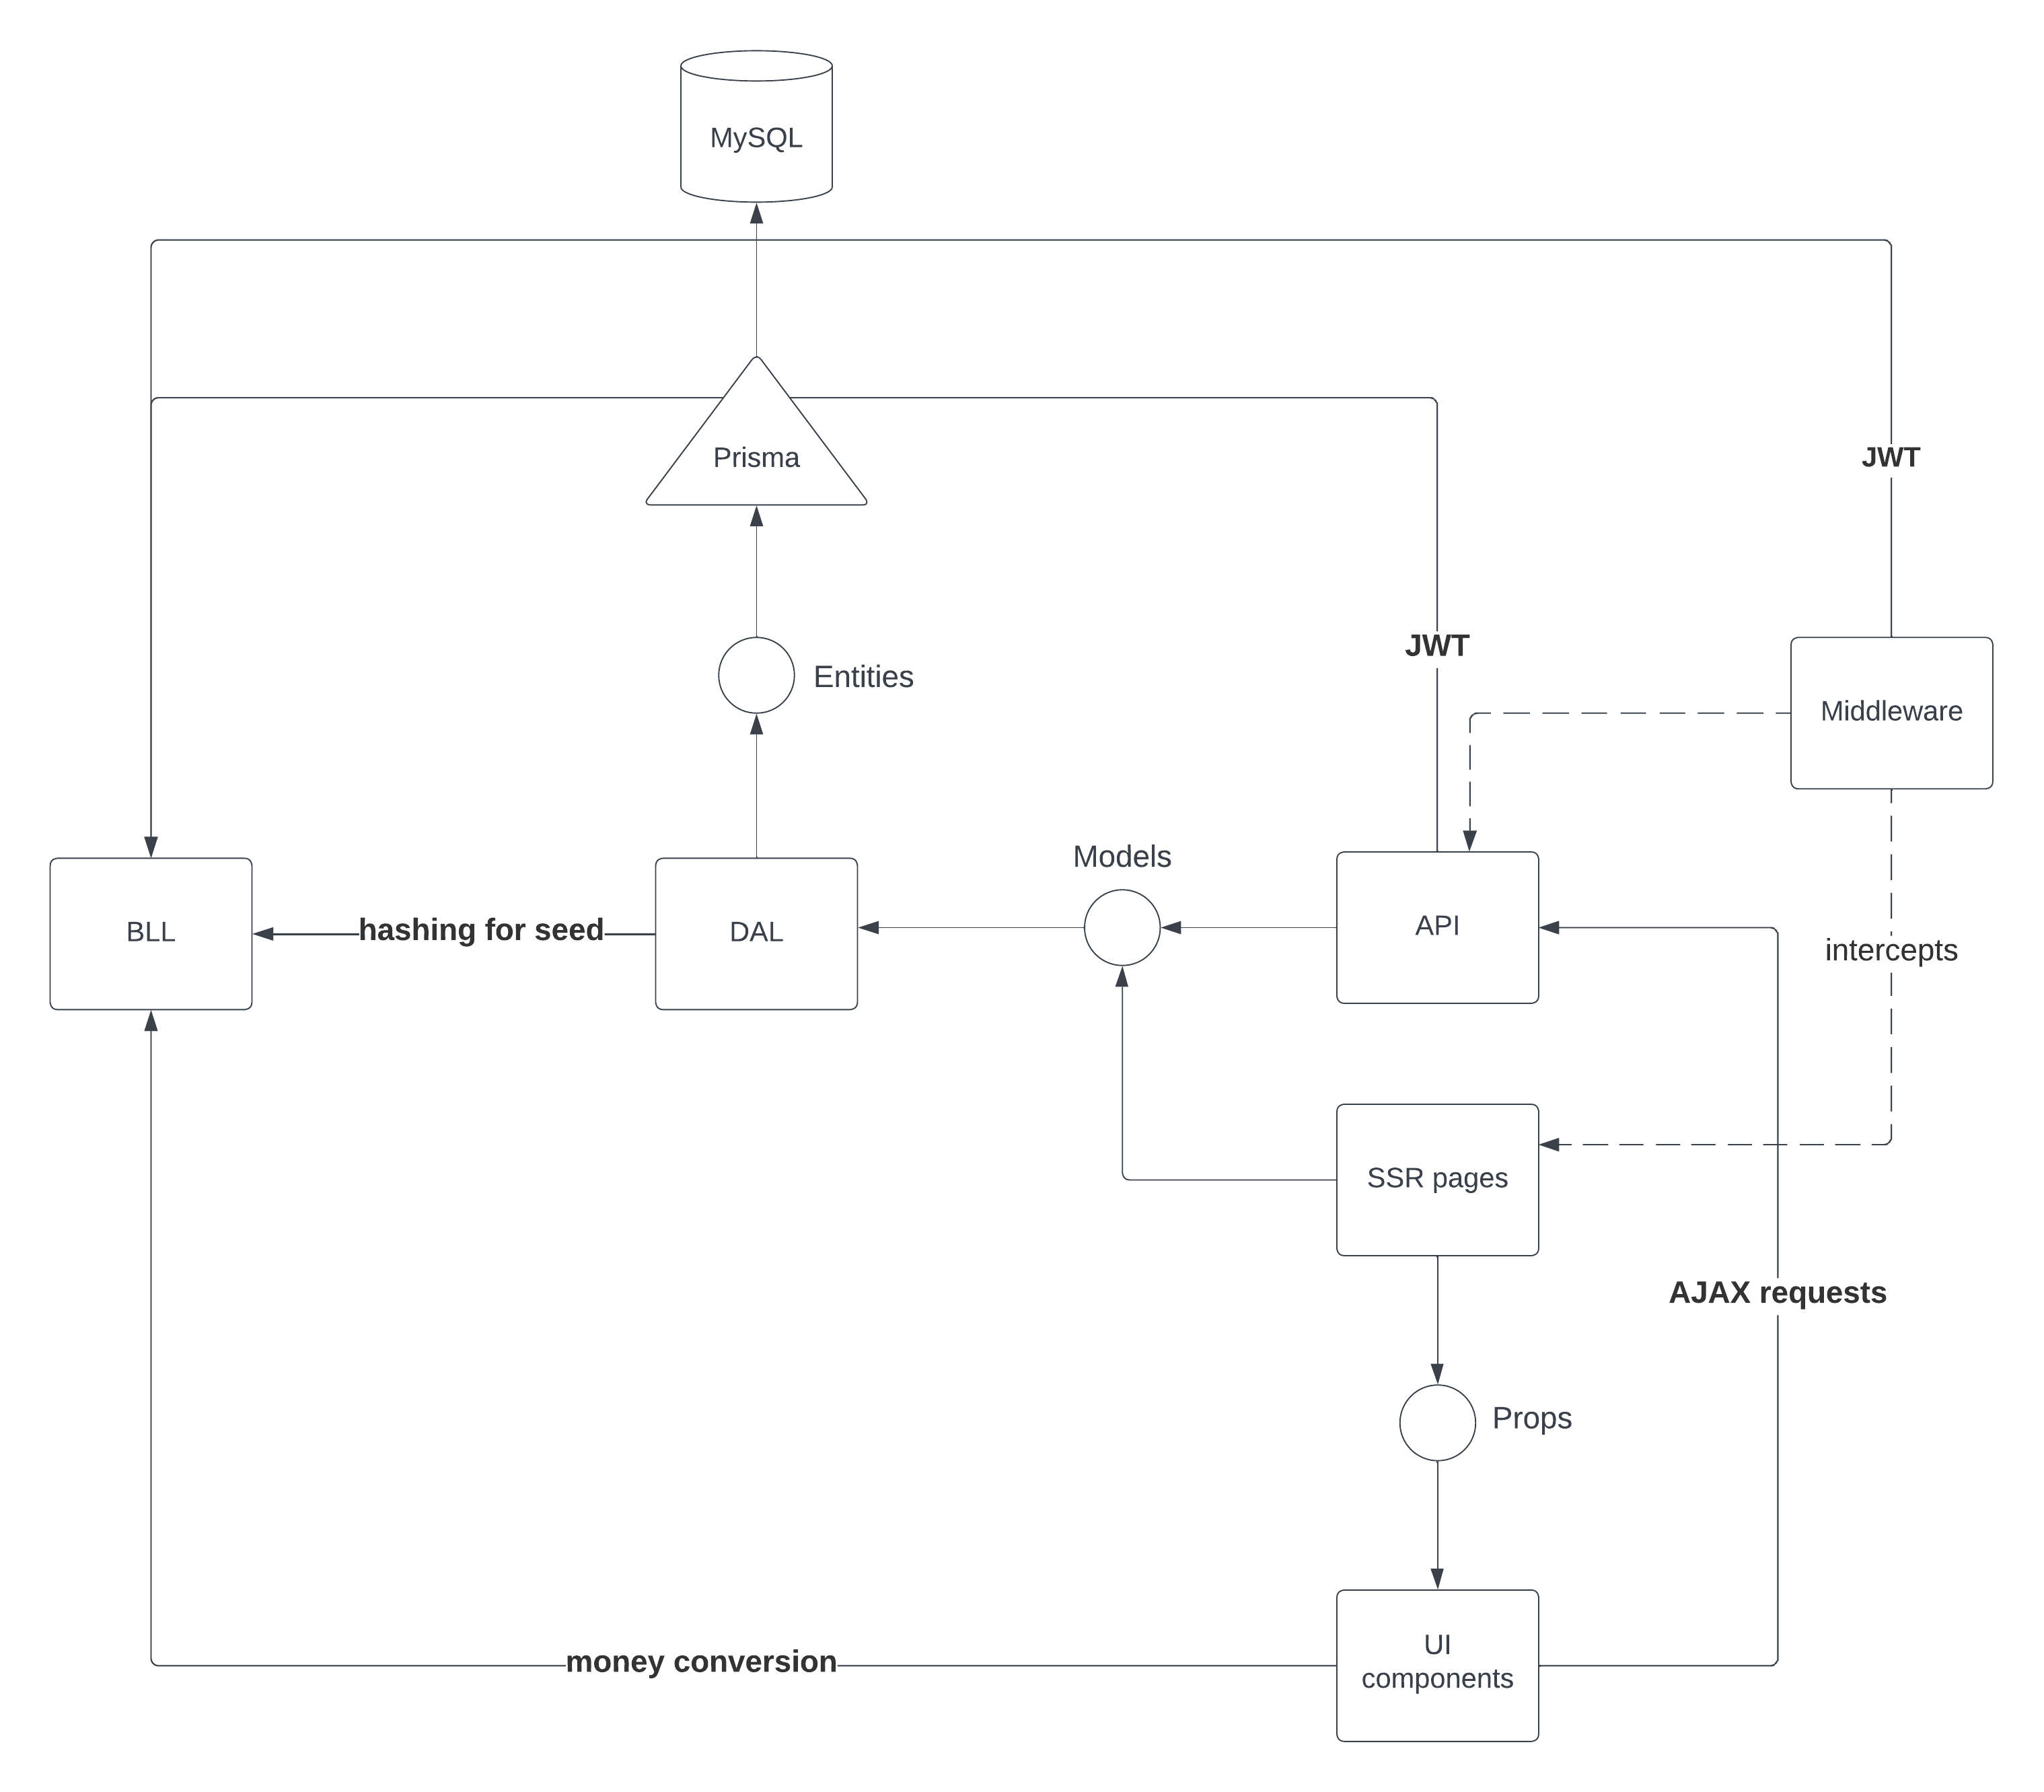 MySQL
JWT
Prisma
JWT
Entities
Middleware
Models
BLL
hashing for seed
DAL
API
intercepts
SSR pages
AJAX requests
Props
UI
components
money conversion